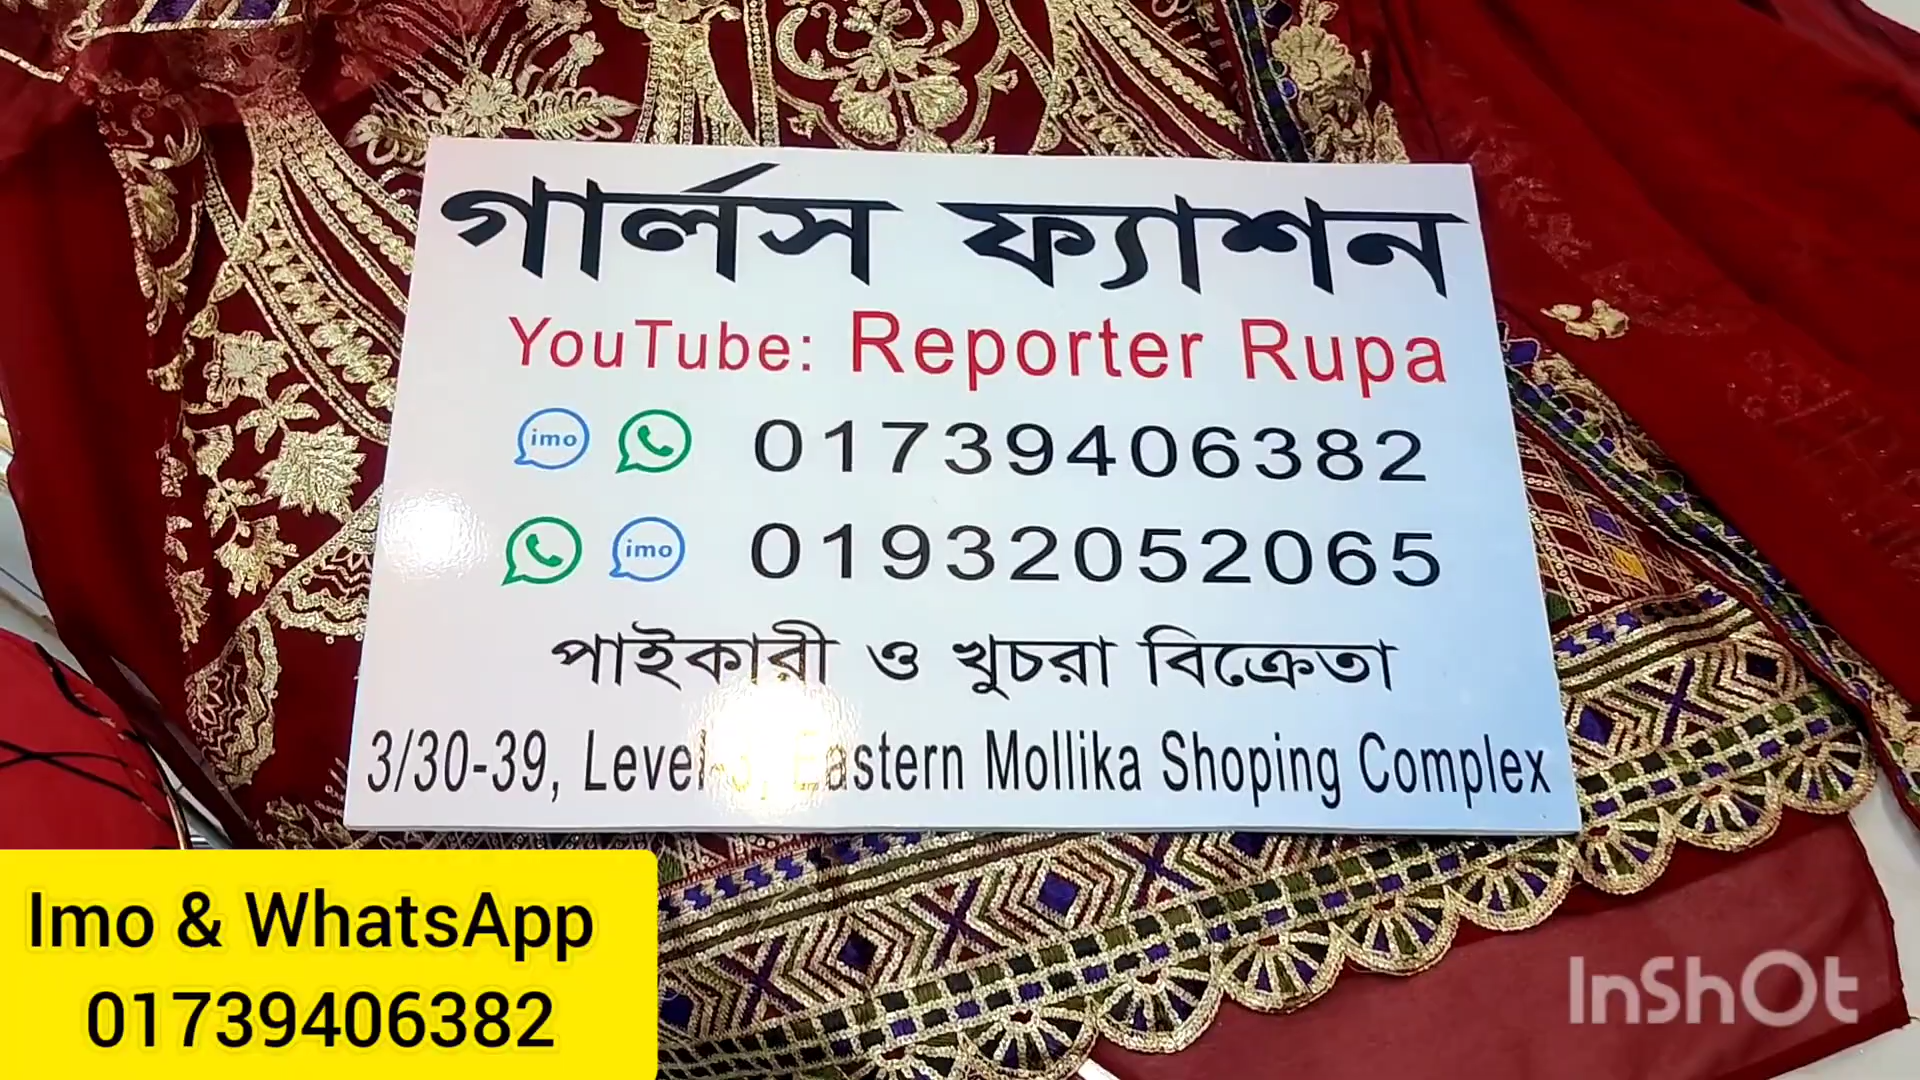 গার্লস ফ্যাশন
YouTube: Reporter Rupa
imo 01739406382
imo 01932052065
পাইকারী ও খুচরা বিক্রেতা
3/30-39, Level Eastern Mollika Shoping Complex
Imo & WhatsApp
01739406382
InShOt